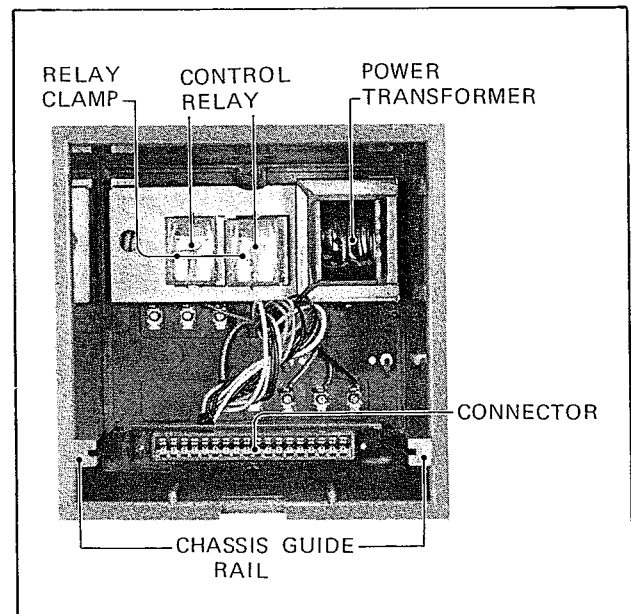 RELAY
CLAMP
CONTROL
RELAY
POWER
TRANSFORMER
CONNECTOR
CHASSIS GUIDE
RAIL